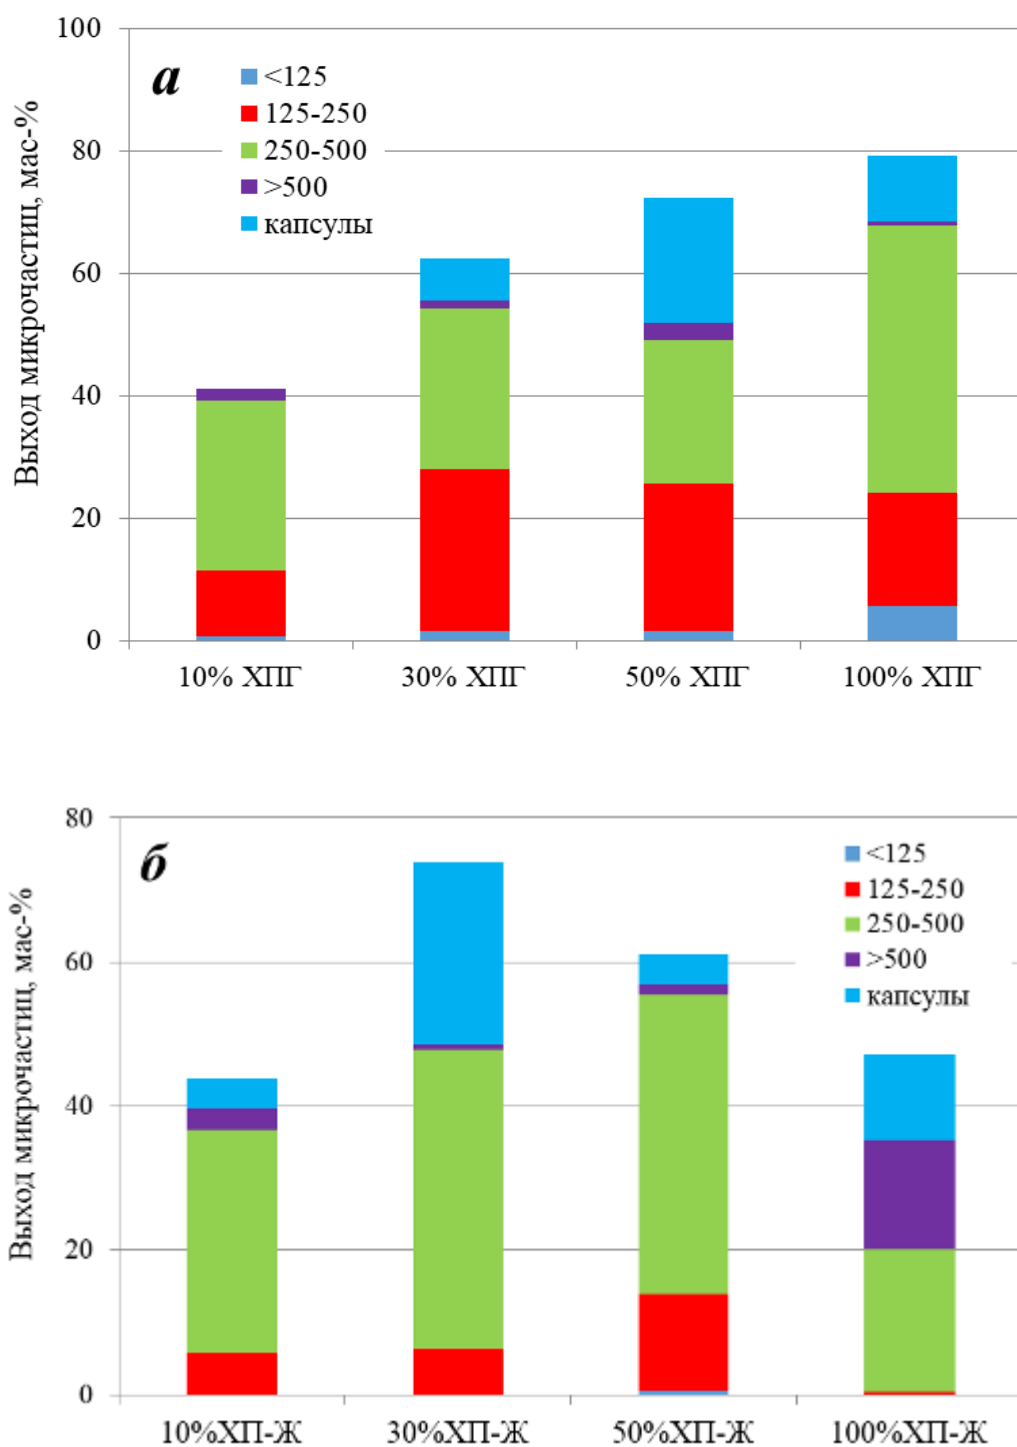 Выход микрочастиц, мас-%
100
80
60
40
20
0
а
<125
125-250
250-500
>500
капсулы
10% ХПГ
30% ХПГ
50% ХПГ
100% ХПГ
Выход микрочастиц, мас-%
80
60
40
20
0
б
<125
125-250
250-500
>500
капсулы
10%ХП-Ж
30%ХП-Ж
50%ХП-Ж
100%ХП-Ж